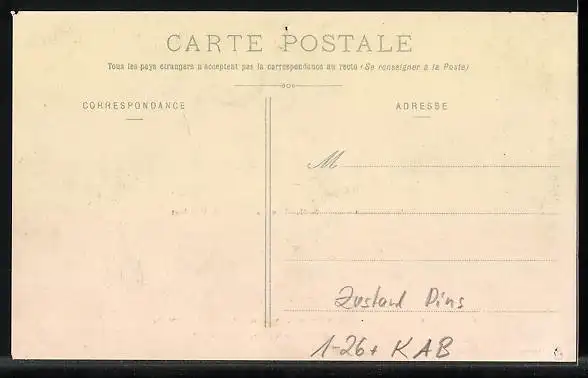 CARTE POSTALE
Tous les pays étrangers n'acceptent pas la correspondance au recto (Se renseigner à la Poste)
CORRESPONDANCE
ADRESSE
M
Zustand Pins
1-26+ KAB